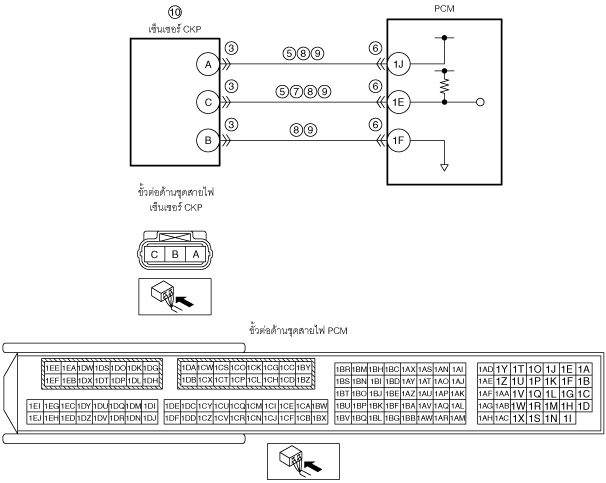 ⑩
เซ็นเซอร์ CKP
PCM
A ③ ⑤⑧⑨ ⑥ 1J
C ③ ⑤⑦⑧⑨ ⑥ 1E
B ③ ⑧⑨ ⑥ 1F
ขั้วต่อด้านชุดสายไฟ
เซ็นเซอร์ CKP
C B A
ขั้วต่อด้านชุดสายไฟ PCM
1EE 1EA 1DW 1DS 1DO 1DK 1DG
1EF 1EB 1DX 1DT 1DP 1DL 1DH
1EI 1EG 1EC 1DY 1DU 1DQ 1DM 1DI
1EJ 1EH 1ED 1DZ 1DV 1DR 1DN 1DJ
1DA 1CW 1CS 1CO 1CK 1CG 1CC 1BY
1DB 1CX 1CT 1CP 1CL 1CH 1CD 1BZ
1DE 1DC 1CY 1CU 1CQ 1CM 1CI 1CE 1CA 1BW
1DF 1DD 1CZ 1CV 1CR 1CN 1CJ 1CF 1CB 1BX
1BR 1BM 1BH 1BC 1AX 1AS 1AN 1AI
1BS 1BN 1BI 1BD 1AY 1AT 1AO 1AJ
1BT 1BO 1BJ 1BE 1AZ 1AU 1AP 1AK
1BU 1BP 1BK 1BF 1BA 1AV 1AQ 1AL
1BV 1BQ 1BL 1BG 1BB 1AW 1AR 1AM
1AD 1Y 1T 1O 1J 1E 1A
1AE 1Z 1U 1P 1K 1F 1B
1AF 1AA 1V 1Q 1L 1G 1C
1AG 1AB 1W 1R 1M 1H 1D
1AH 1AC 1X 1S 1N 1I